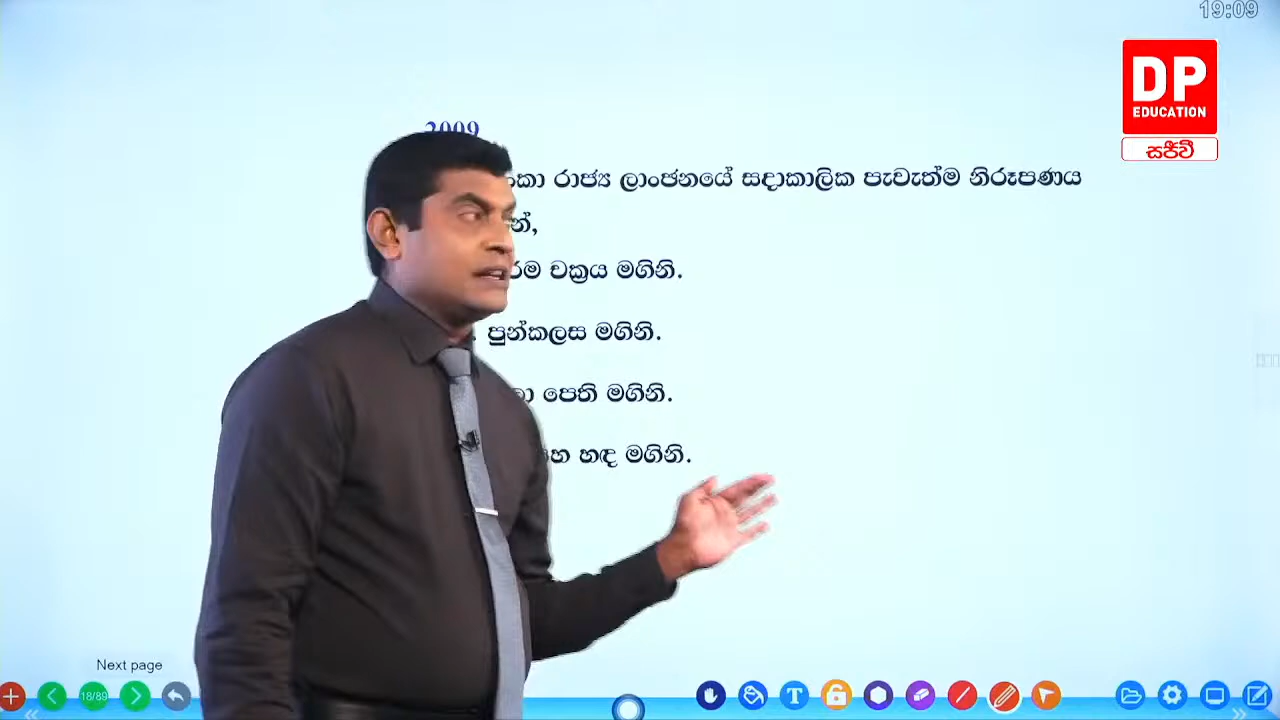 19:09
DP
EDUCATION
සජීවී
2009
රාජ්‍ය ලාංඡනයේ සදාකාලික පැවැත්ම නිරූපණය
චක්‍රය මගිනි.
පුන්කලස මගිනි.
පෙති මගිනි.
හඳ මගිනි.
Next page
18/89